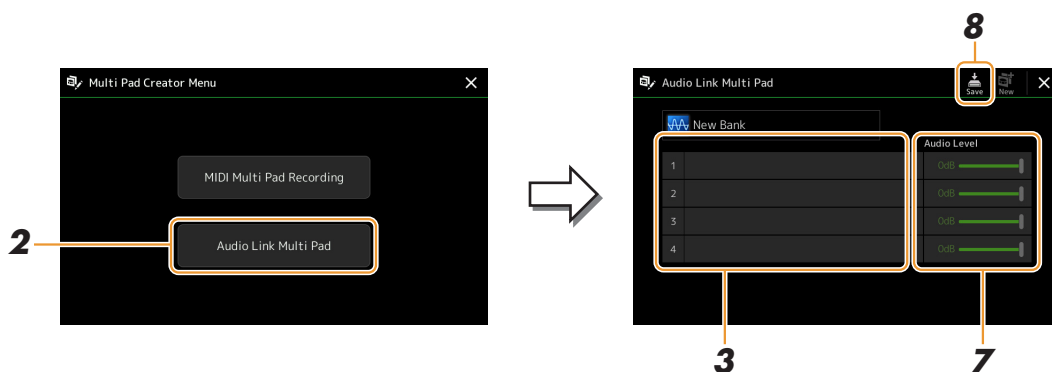 8
Multi Pad Creator Menu
MIDI Multi Pad Recording
Audio Link Multi Pad
2
Audio Link Multi Pad
Save
New
New Bank
Audio Level
1
0dB
2
0dB
3
0dB
4
0dB
3
7